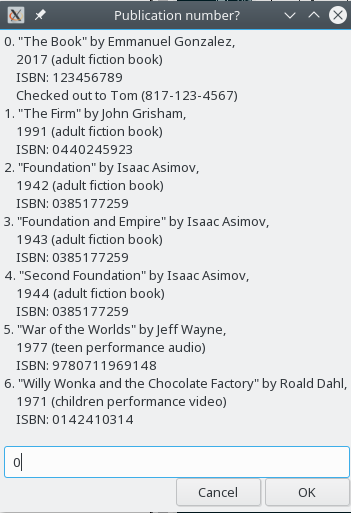 Publication number?
0. "The Book" by Emmanuel Gonzalez,
2017 (adult fiction book)
ISBN: 123456789
Checked out to Tom (817-123-4567)
1. "The Firm" by John Grisham,
1991 (adult fiction book)
ISBN: 0440245923
2. "Foundation" by Isaac Asimov,
1942 (adult fiction book)
ISBN: 0385177259
3. "Foundation and Empire" by Isaac Asimov,
1943 (adult fiction book)
ISBN: 0385177259
4. "Second Foundation" by Isaac Asimov,
1944 (adult fiction book)
ISBN: 0385177259
5. "War of the Worlds" by Jeff Wayne,
1977 (teen performance audio)
ISBN: 9780711969148
6. "Willy Wonka and the Chocolate Factory" by Roald Dahl,
1971 (children performance video)
ISBN: 0142410314
0
Cancel OK